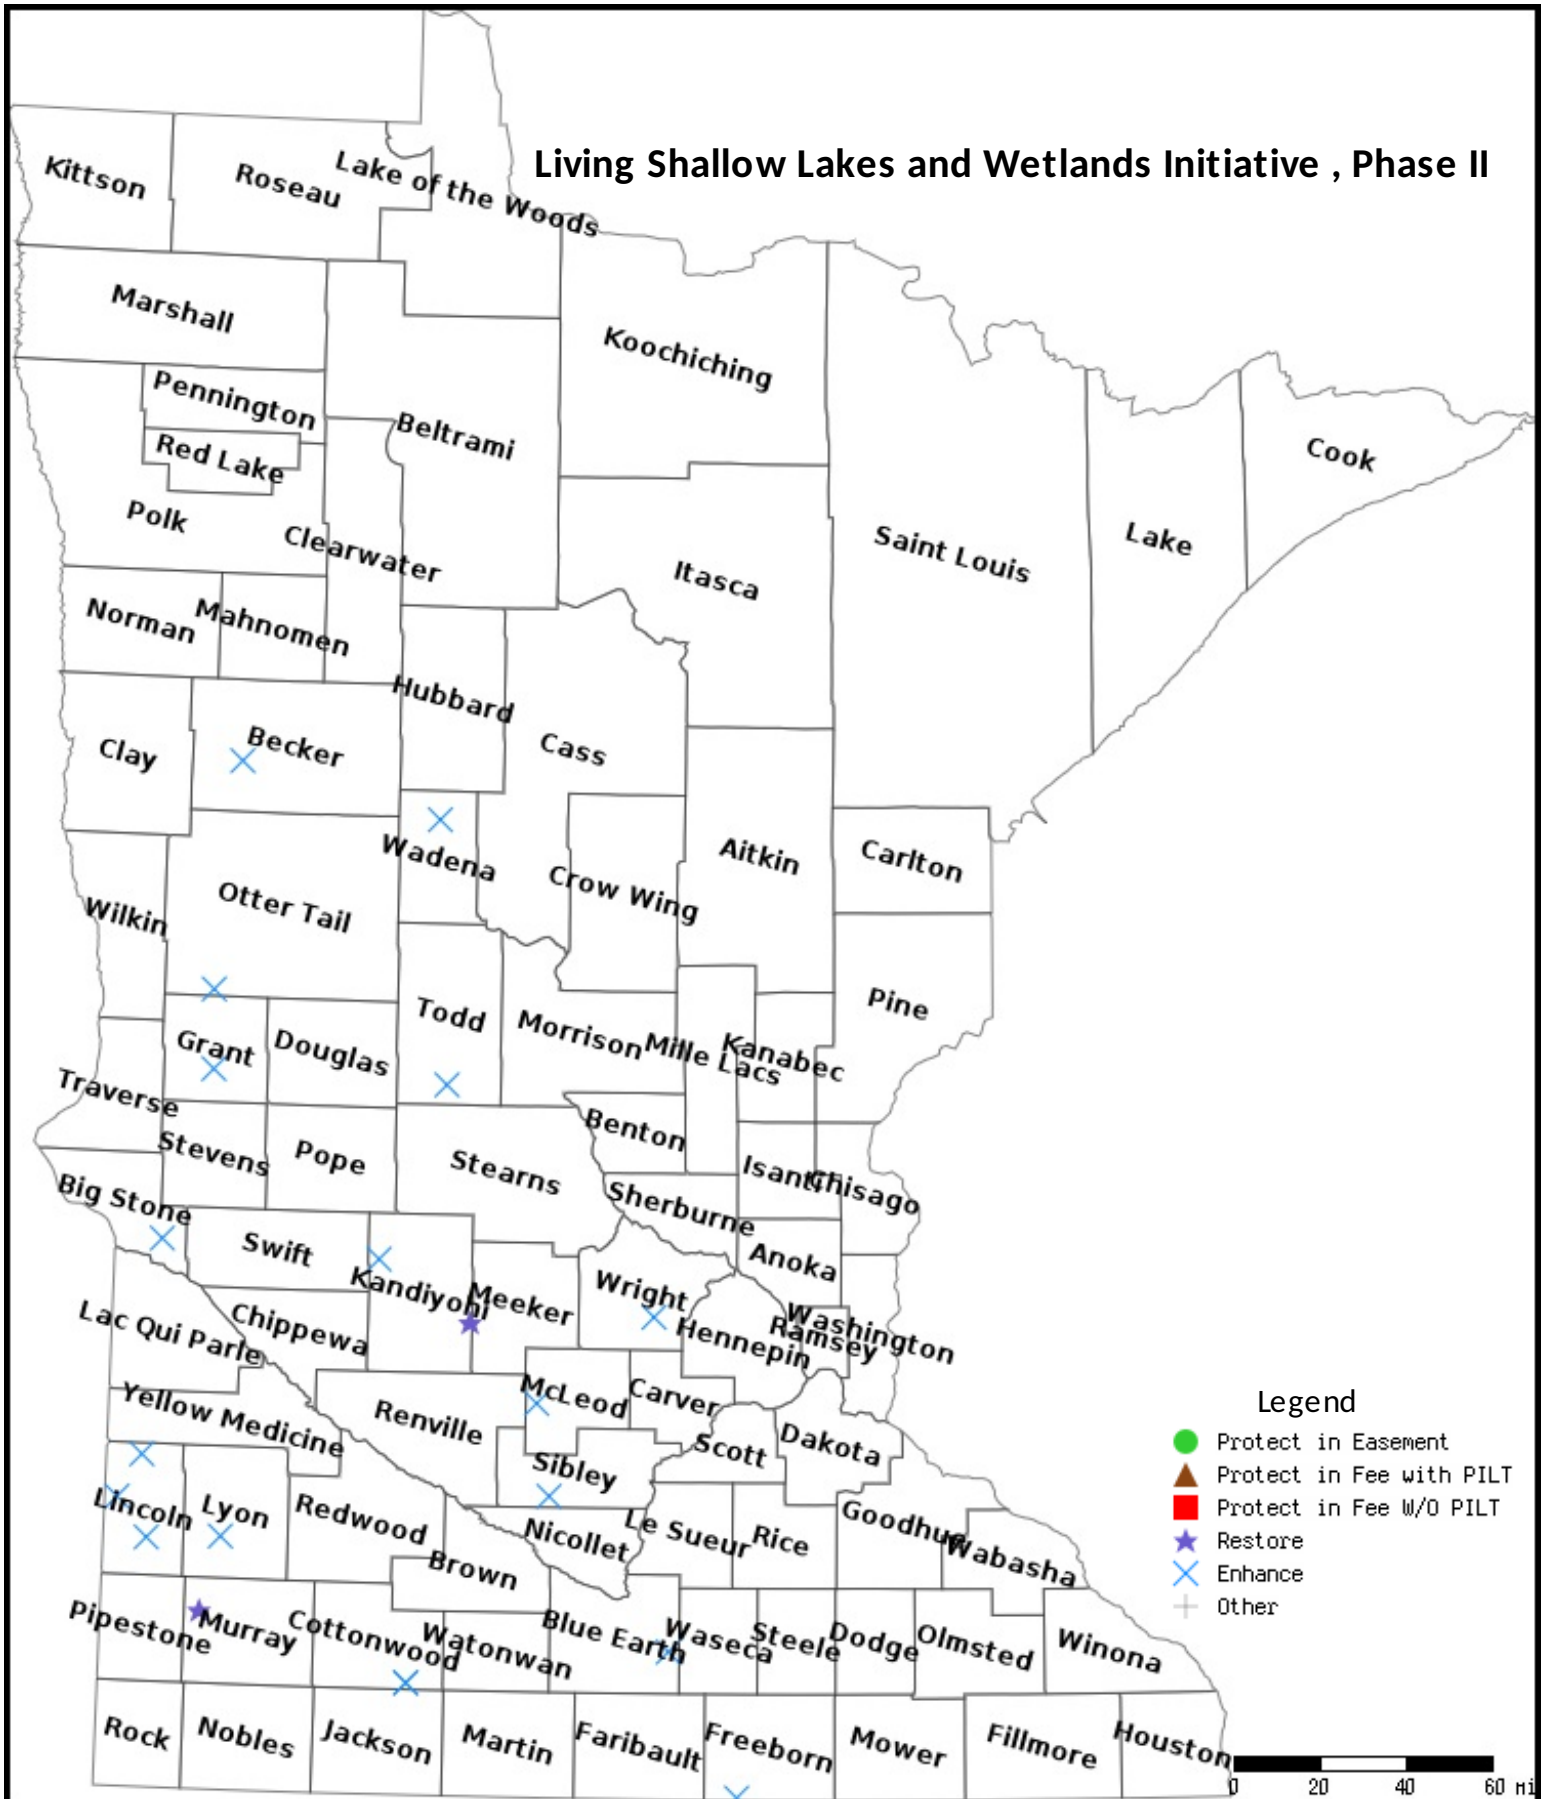 Living Shallow Lakes and Wetlands Initiative , Phase II
Kittson
Roseau
Lake of the Woods
Marshall
Koochiching
Pennington
Beltrami
Red Lake
Cook
Polk
Clearwater
Saint Louis
Lake
Itasca
Norman
Mahnomen
Hubbard
Clay
Becker
Cass
Wadena
Aitkin
Carlton
Crow Wing
Otter Tail
Wilkin
Pine
Todd
Morrison
Mille Lacs
Kanabec
Grant
Douglas
Traverse
Benton
Stevens
Pope
Stearns
Isanti
Chisago
Big Stone
Sherburne
Swift
Anoka
Kandiyohi
Meeker
Wright
Lac Qui Parle
Chippewa
Hennepin
Ramsey
Washington
Yellow Medicine
Renville
McLeod
Carver
Scott
Dakota
Sibley
Lincoln
Lyon
Redwood
Nicollet
Le Sueur
Rice
Goodhue
Wabasha
Brown
Pipestone
Murray
Cottonwood
Watonwan
Blue Earth
Waseca
Steele
Dodge
Olmsted
Winona
Rock
Nobles
Jackson
Martin
Faribault
Freeborn
Mower
Fillmore
Houston
Legend
Protect in Easement
Protect in Fee with PILT
Protect in Fee W/O PILT
Restore
Enhance
Other
0 20 40 60 mi